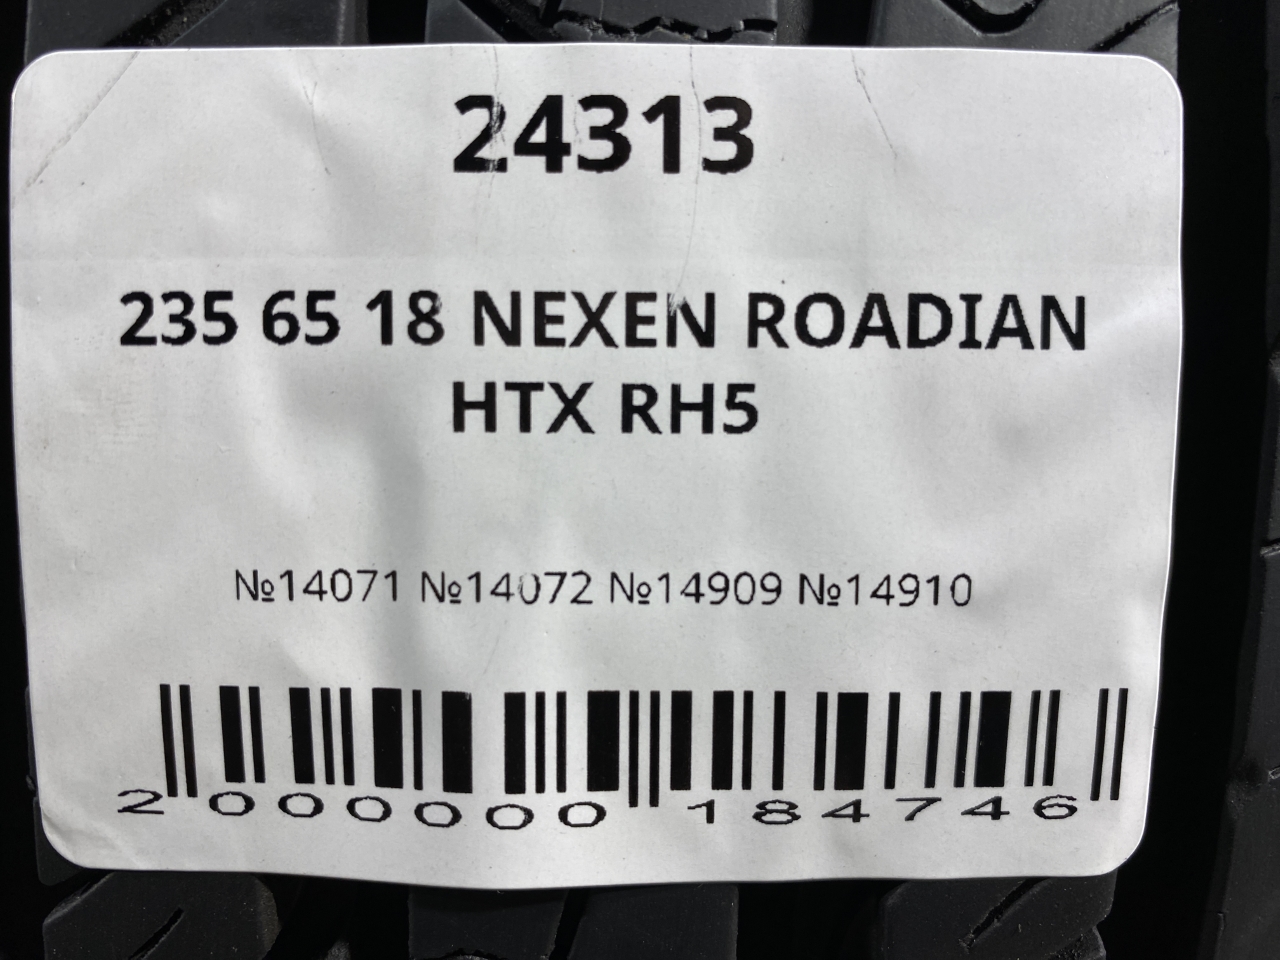 24313
235 65 18 NEXEN ROADIAN
HTX RH5
№14071 №14072 №14909 №14910
2 000000 184746